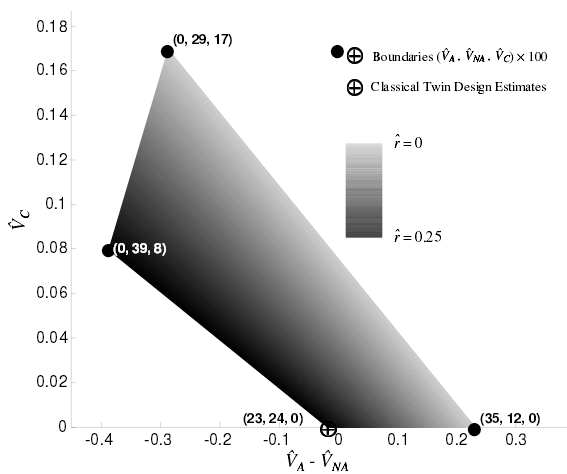 0.18
(0, 29, 17)
0.16
Boundaries (V̂A , V̂NA , V̂C) × 100
Classical Twin Design Estimates
0.14
r̂ = 0
0.12
0.1
V̂C
r̂ = 0.25
0.08
(0, 39, 8)
0.06
0.04
0.02
(23, 24, 0)
(35, 12, 0)
0
-0.4 -0.3 -0.2 -0.1 0 0.1 0.2 0.3
V̂A - V̂NA